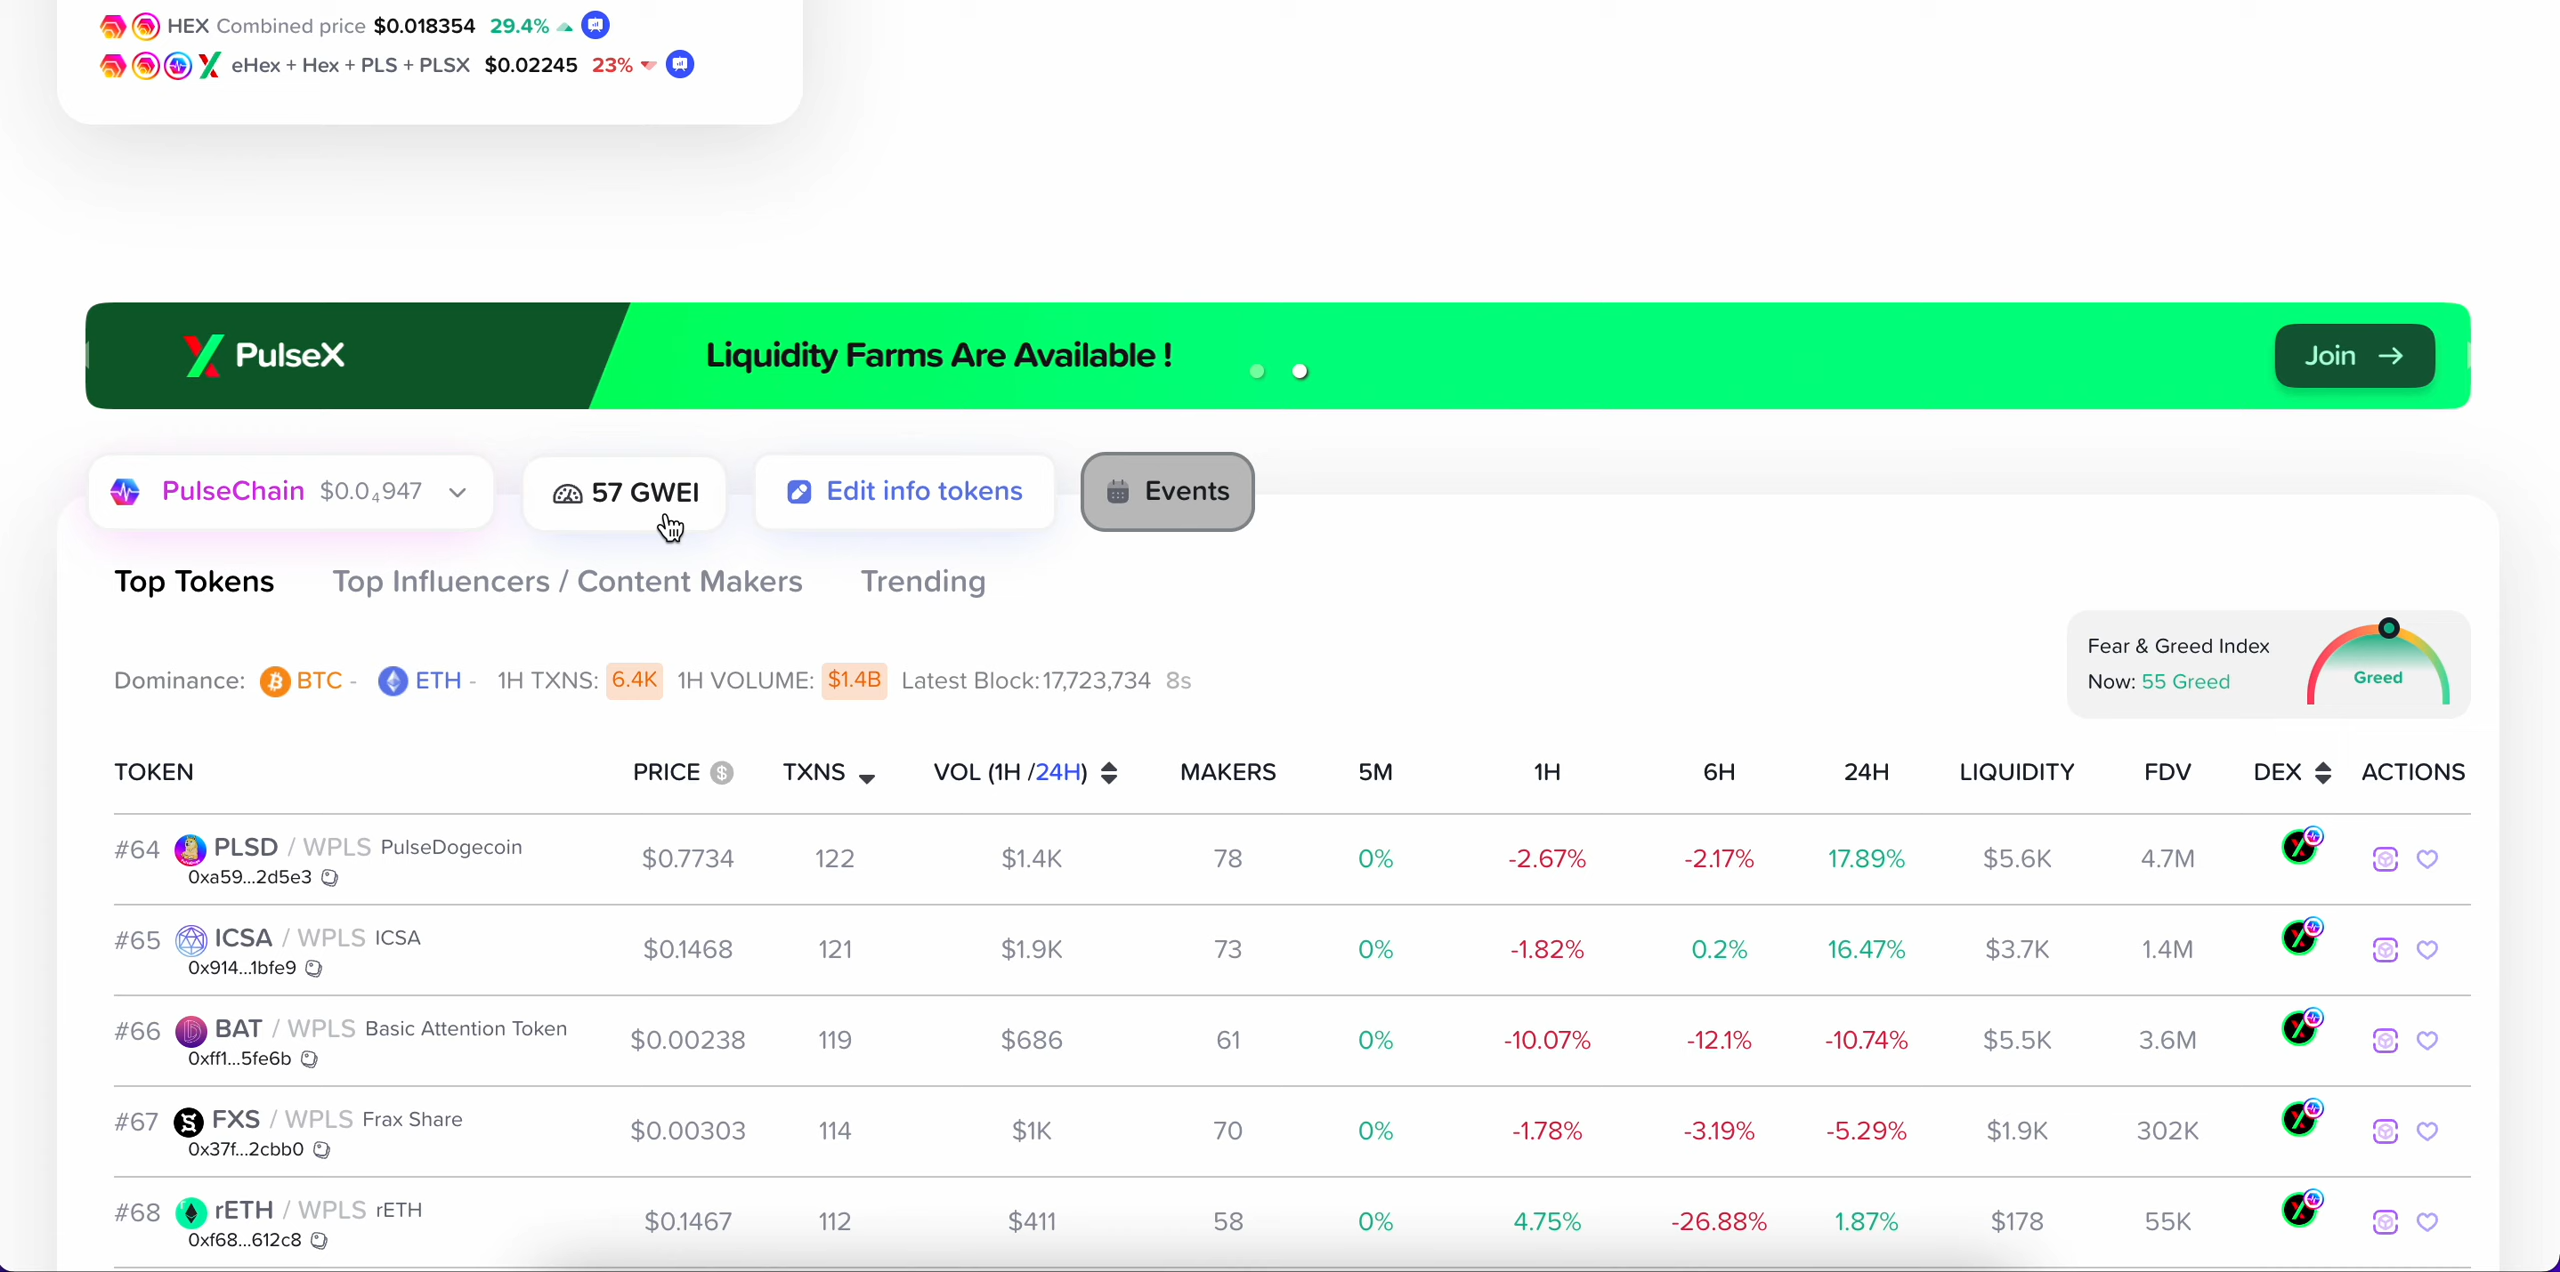 HEX Combined price $0.018354 29.4%
eHex + Hex + PLS + PLSX $0.02245 23%
PulseX Liquidity Farms Are Available ! Join →
PulseChain $0.0₄947 57 GWEI Edit info tokens Events
Top Tokens Top Influencers / Content Makers Trending
Fear & Greed Index
Now: 55 Greed
Greed
Dominance: BTC - ETH - 1H TXNS: 6.4K 1H VOLUME: $1.4B Latest Block:17,723,734 8s
TOKEN PRICE $ TXNS VOL (1H /24H) MAKERS 5M 1H 6H 24H LIQUIDITY FDV DEX ACTIONS
#64 PLSD / WPLS PulseDogecoin $0.7734 122 $1.4K 78 0% -2.67% -2.17% 17.89% $5.6K 4.7M
0xa59...2d5e3
#65 ICSA / WPLS ICSA $0.1468 121 $1.9K 73 0% -1.82% 0.2% 16.47% $3.7K 1.4M
0x914...1bfe9
#66 BAT / WPLS Basic Attention Token $0.00238 119 $686 61 0% -10.07% -12.1% -10.74% $5.5K 3.6M
0xff1...5fe6b
#67 FXS / WPLS Frax Share $0.00303 114 $1K 70 0% -1.78% -3.19% -5.29% $1.9K 302K
0x37f...2cbb0
#68 rETH / WPLS rETH $0.1467 112 $411 58 0% 4.75% -26.88% 1.87% $178 55K
0xf68...612c8